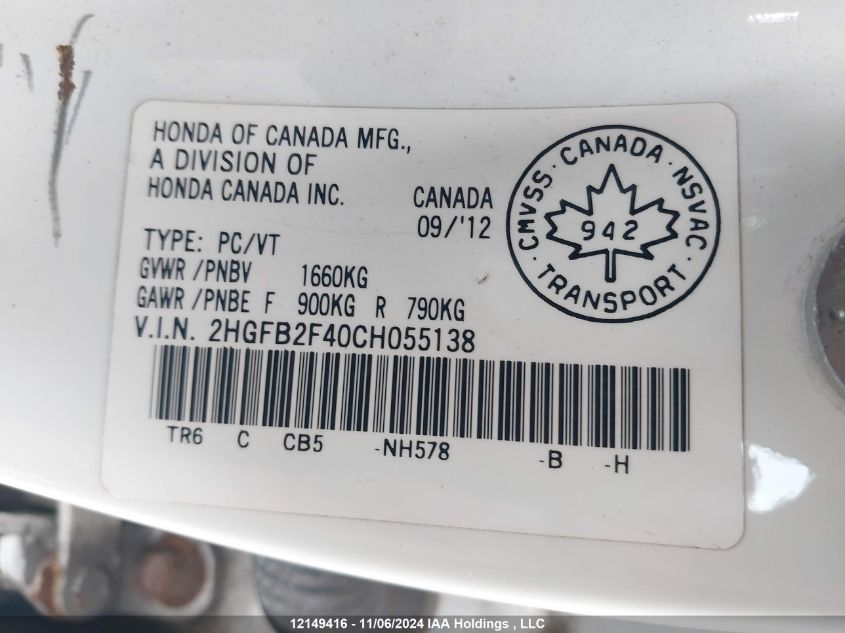 HONDA OF CANADA MFG.,
A DIVISION OF
HONDA CANADA INC.
CANADA
09/'12
TYPE: PC/VT
GVWR/PNBV 1660KG
GAWR/PNBE F 900KG R 790KG
V.I.N. 2HGFB2F40CH055138
TR6 C CB5 -NH578 -B -H
CMVSS · CANADA · NSVAC · TRANSPORT ·
942
12149416 - 11/06/2024 IAA Holdings , LLC